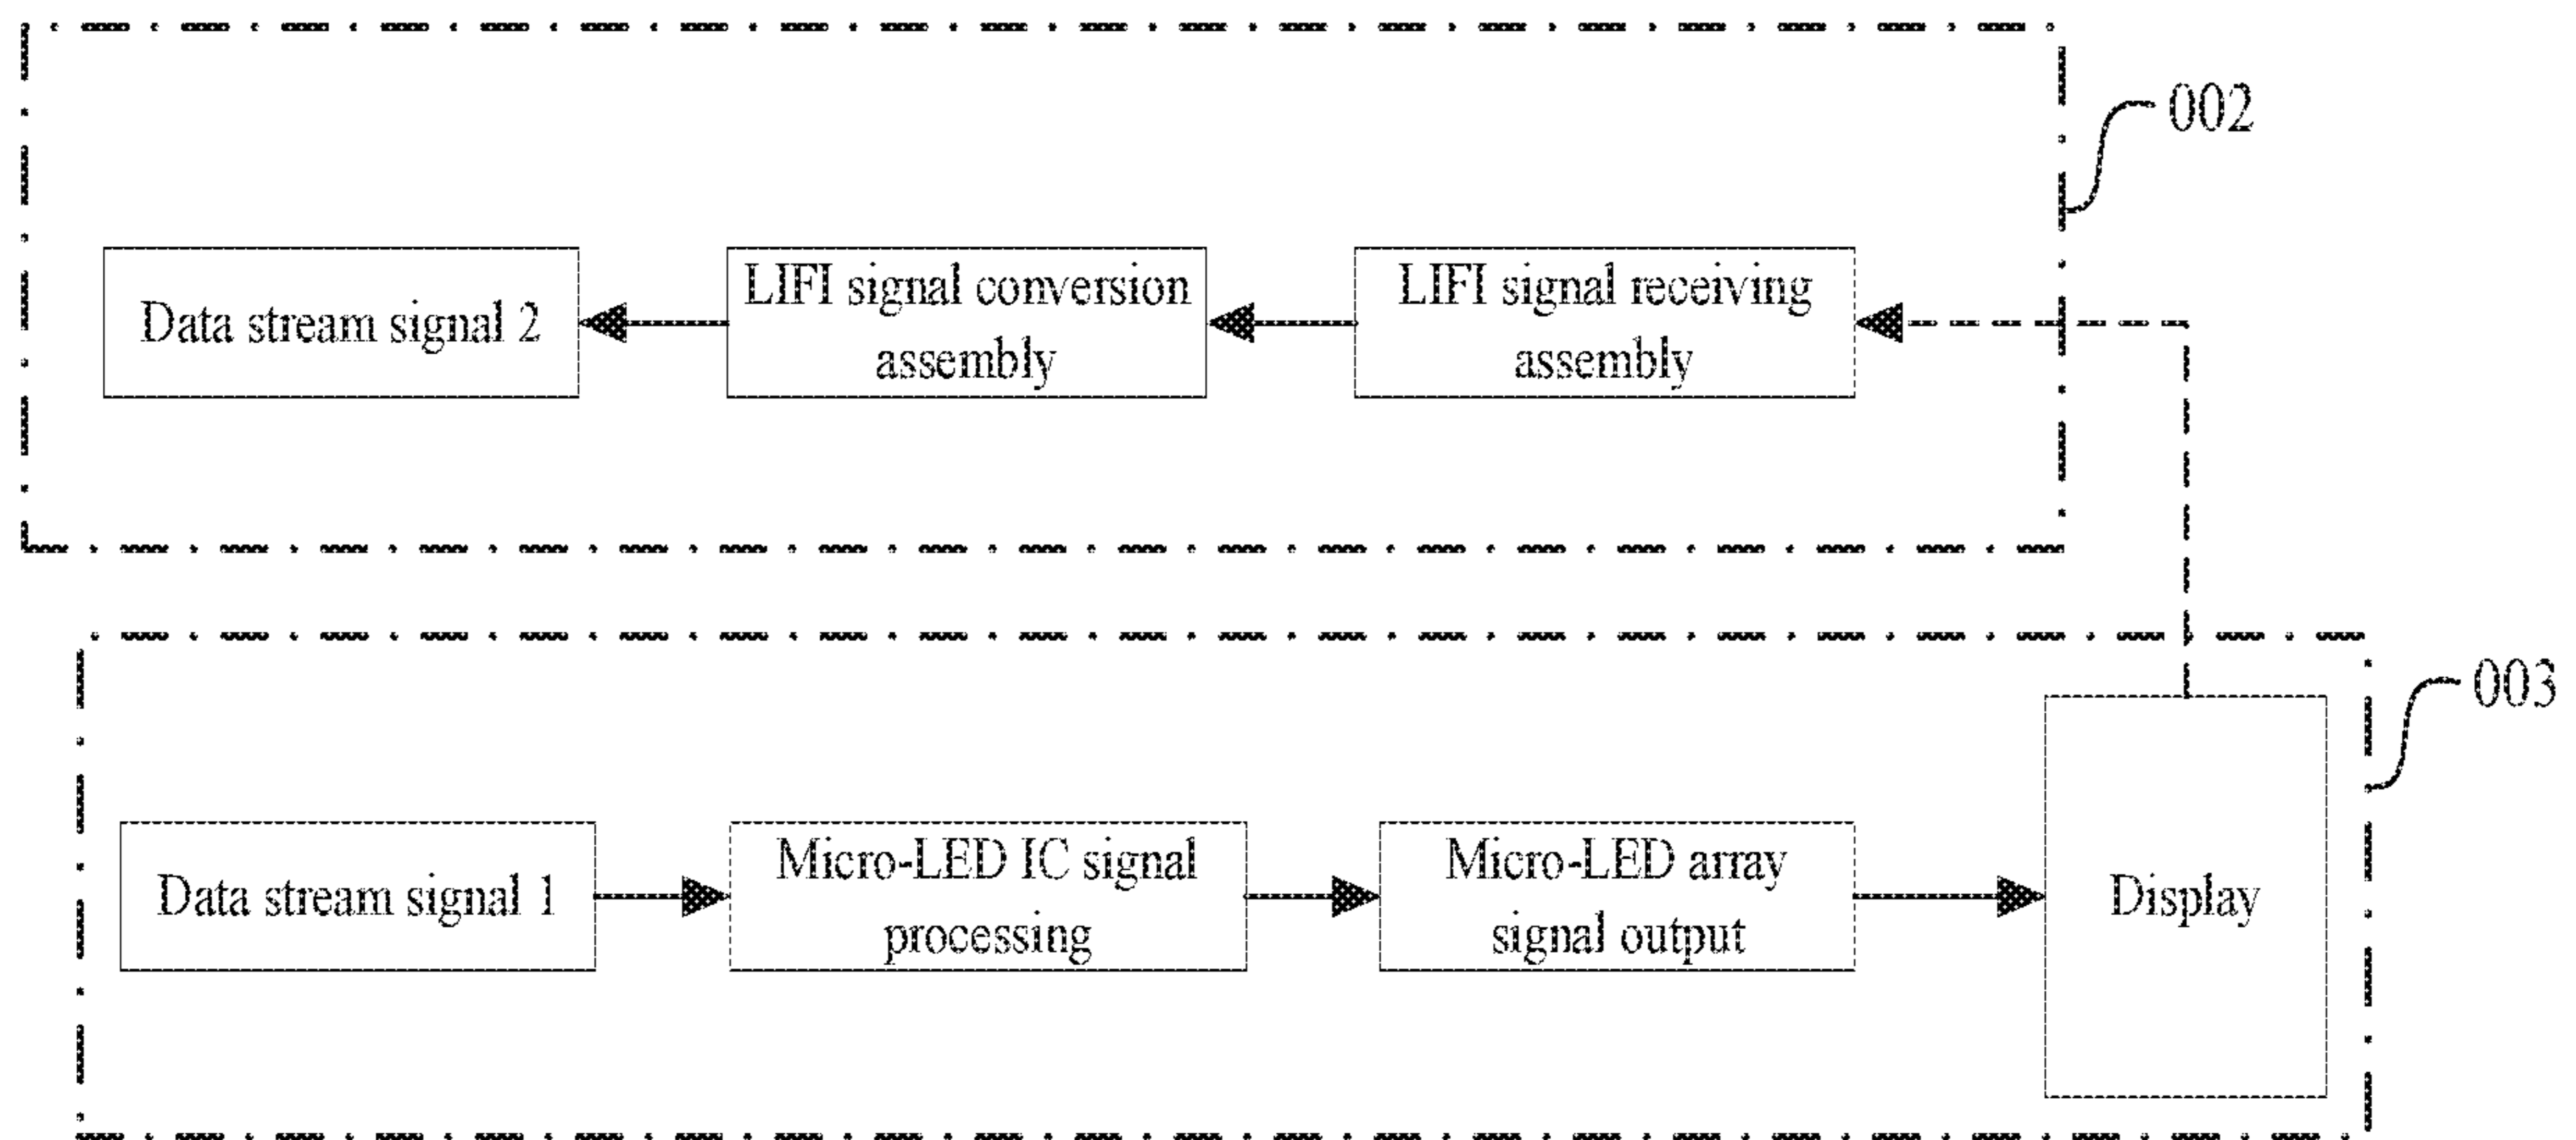 002
Data stream signal 2
LIFI signal conversion
assembly
LIFI signal receiving
assembly
003
Data stream signal 1
Micro-LED IC signal
processing
Micro-LED array
signal output
Display